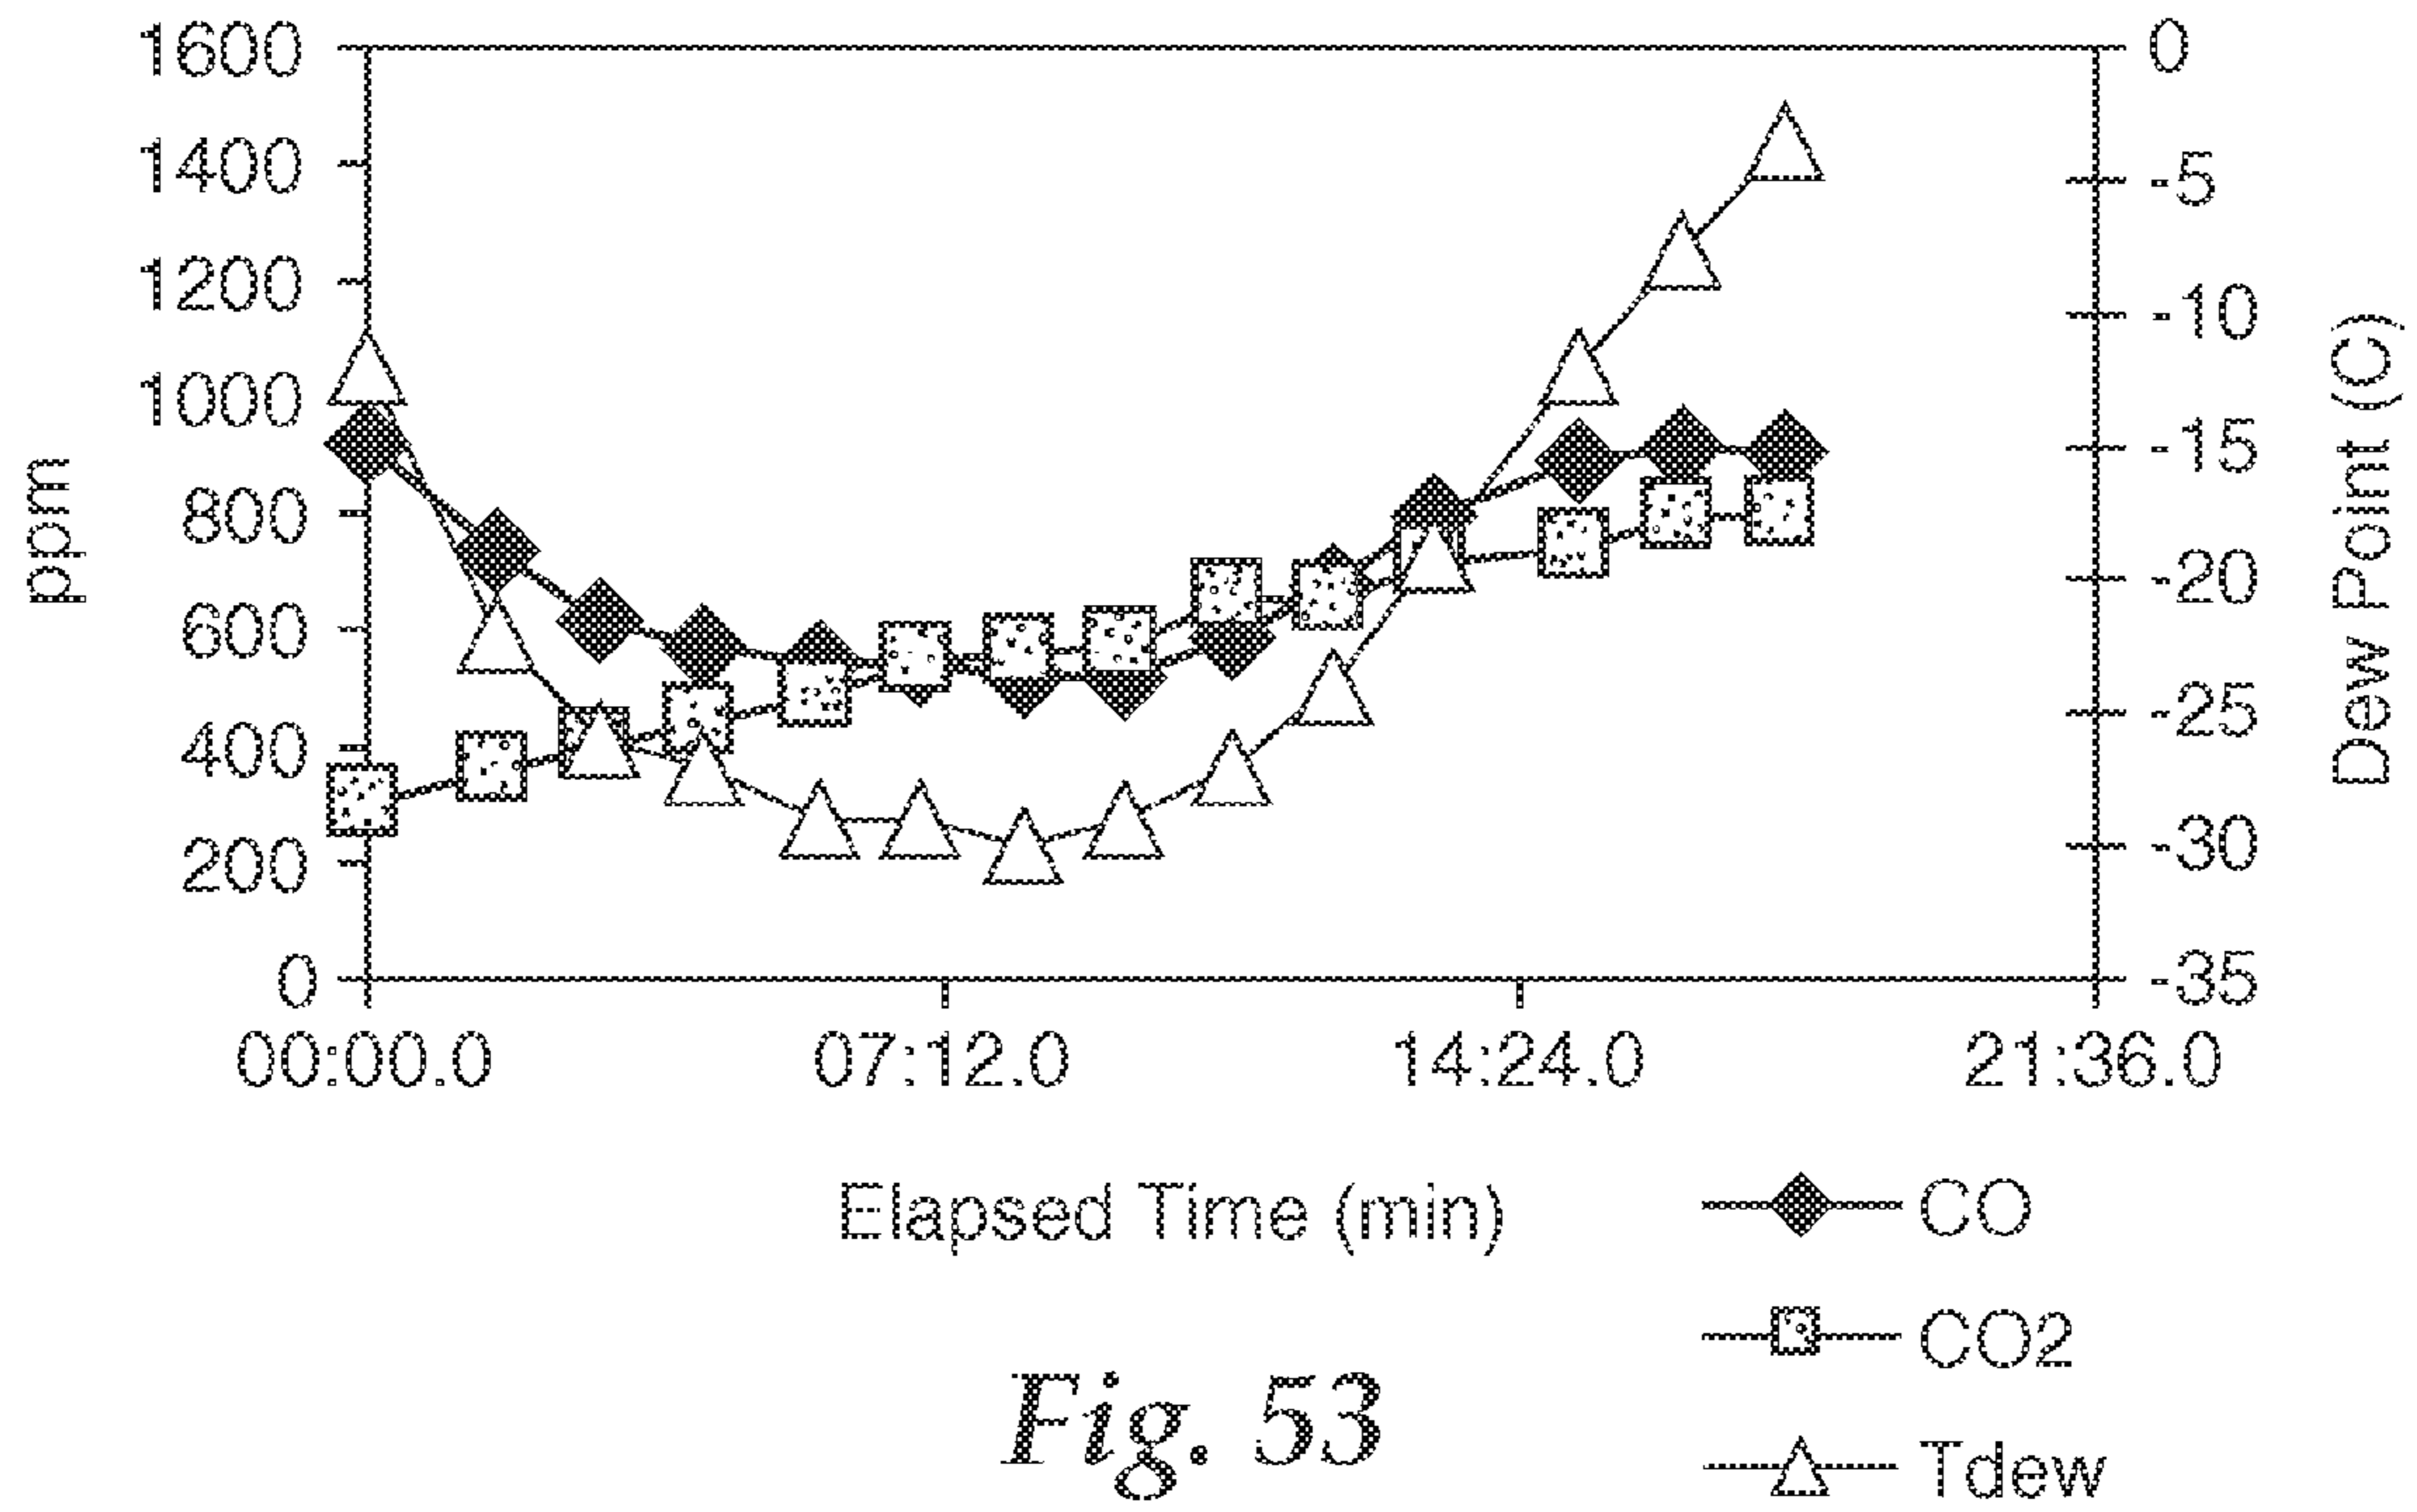 1600
1400
1200
1000
800
600
400
200
0
ppm
0
-5
-10
-15
-20
-25
-30
-35
Dew Point (C)
00:00.0 07:12.0 14:24.0 21:36.0
Elapsed Time (min)
CO
CO2
Tdew
Fig. 53